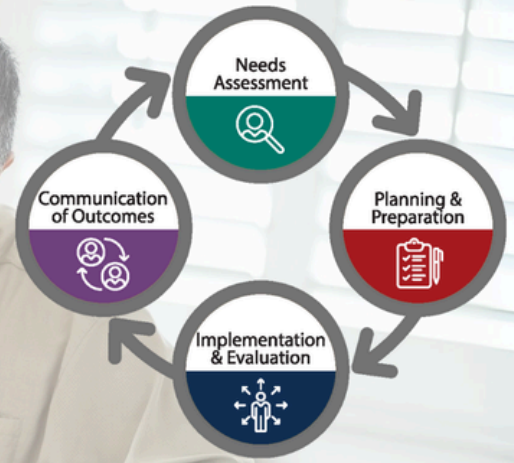 Needs
Assessment
Planning &
Preparation
Implementation
& Evaluation
Communication
of Outcomes